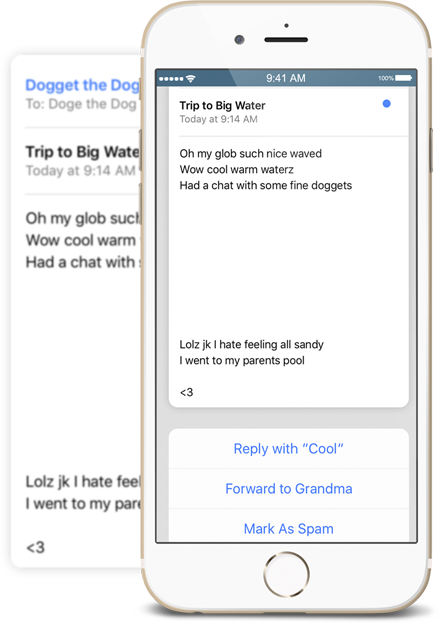 Dogget the Dog
To: Doge the Dog
Trip to Big Wate
Today at 9:14 AM
Oh my glob such
Wow cool warm
Had a chat with
Lolz jk I hate feel
I went to my pare
<3
9:41 AM
100%
Trip to Big Water
Today at 9:14 AM
Oh my glob such nice waved
Wow cool warm waterz
Had a chat with some fine doggets
Lolz jk I hate feeling all sandy
I went to my parents pool
<3
Reply with "Cool"
Forward to Grandma
Mark As Spam